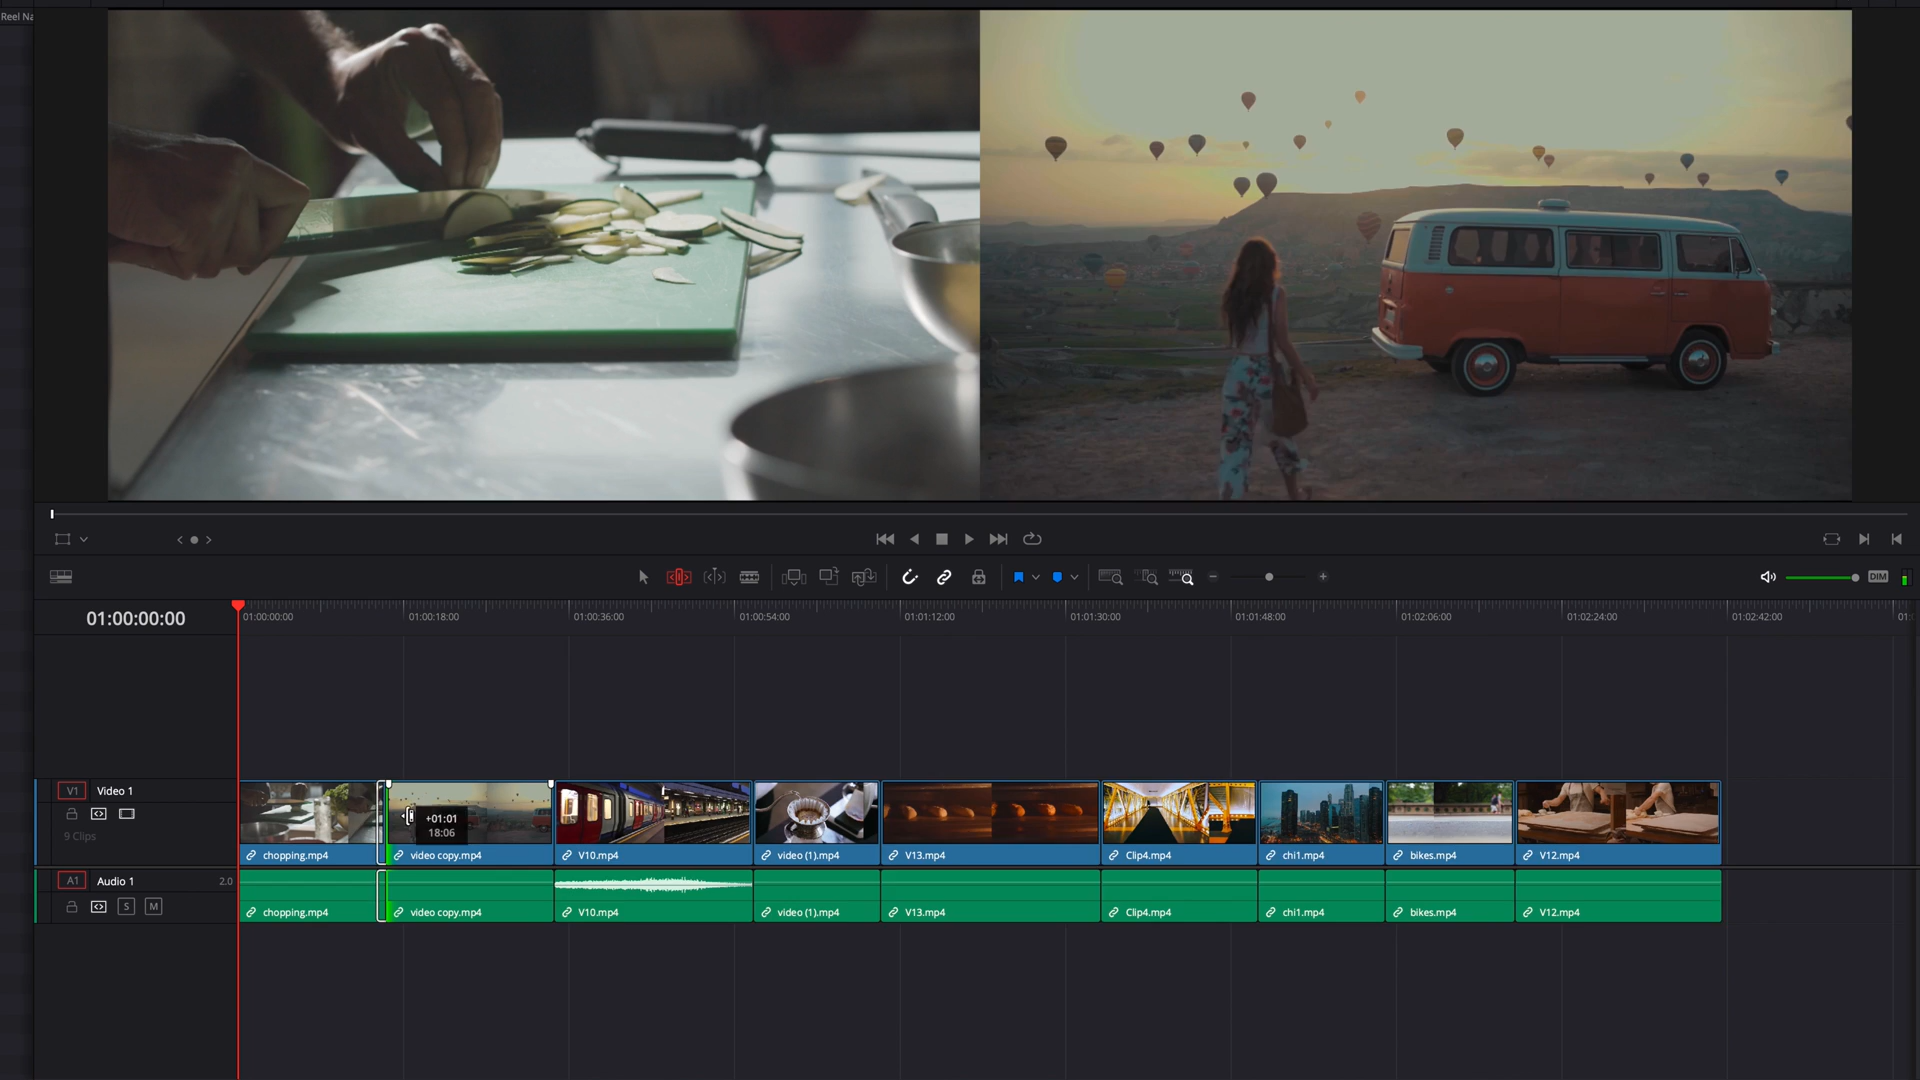 Reel Na
DIM
01:00:00:00
01:00:00:00
01:00:18:00
01:00:36:00
01:00:54:00
01:01:12:00
01:01:30:00
01:01:48:00
01:02:06:00
01:02:24:00
01:02:42:00
01:
V1 Video 1
9 Clips
+01:01
18:06
chopping.mp4
video copy.mp4
V10.mp4
video (1).mp4
V13.mp4
Clip4.mp4
chi1.mp4
bikes.mp4
V12.mp4
A1 Audio 1 2.0
S M
chopping.mp4
video copy.mp4
V10.mp4
video (1).mp4
V13.mp4
Clip4.mp4
chi1.mp4
bikes.mp4
V12.mp4